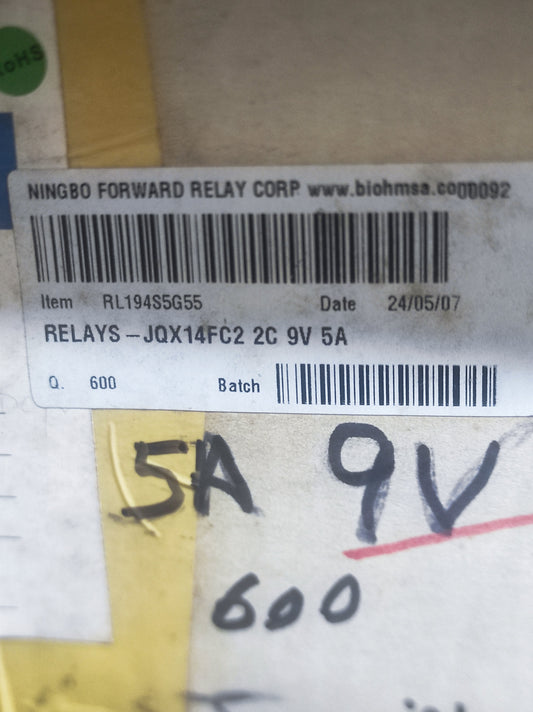 RoHS
NINGBO FORWARD RELAY CORP www.biohmsa.co00092
Item RL194S5G55 Date 24/05/07
RELAYS-JQX14FC2 2C 9V 5A
Q. 600 Batch
5A 9V
600